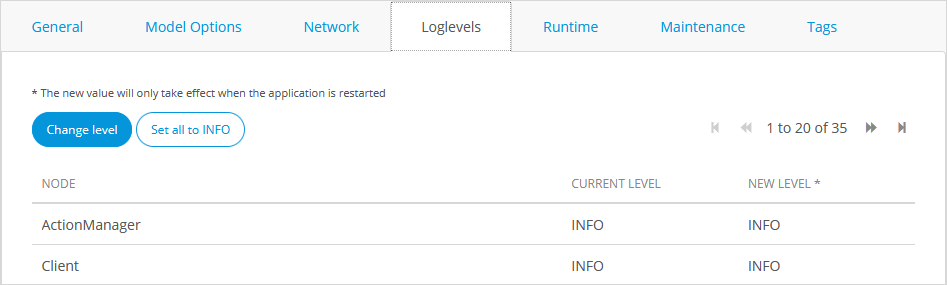 General Model Options Network Loglevels Runtime Maintenance Tags
* The new value will only take effect when the application is restarted
Change level Set all to INFO 1 to 20 of 35
NODE CURRENT LEVEL NEW LEVEL *
ActionManager INFO INFO
Client INFO INFO